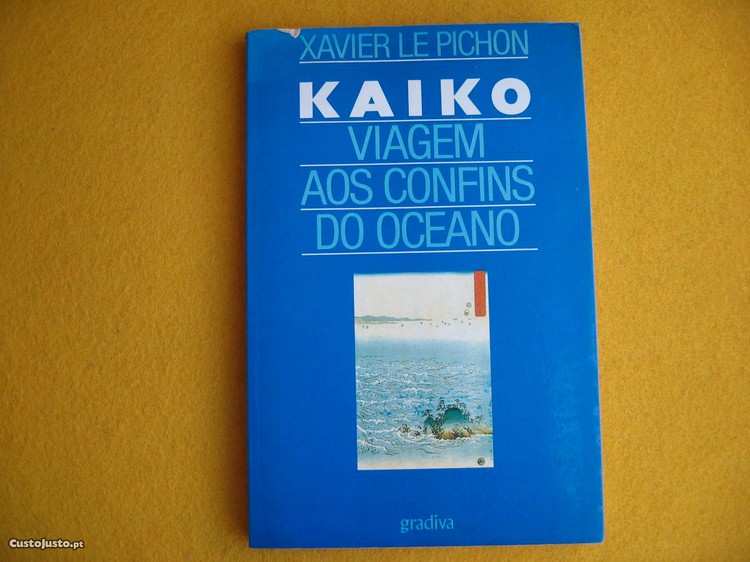 XAVIER LE PICHON
KAIKO
VIAGEM
AOS CONFINS
DO OCEANO
gradiva
CustoJusto.pt